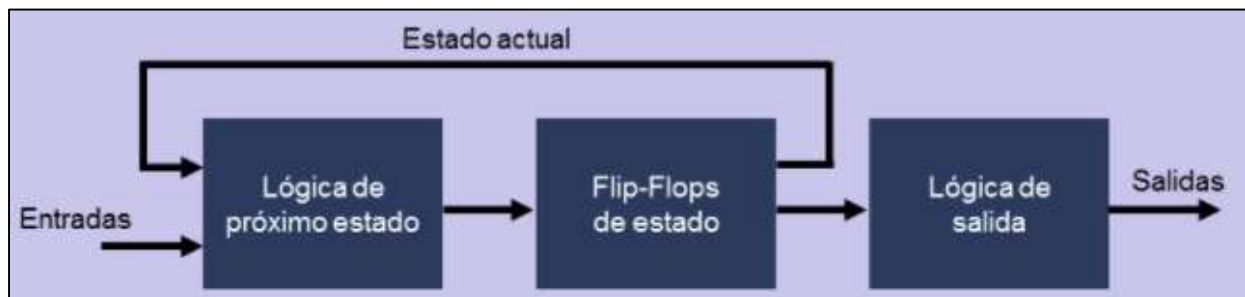 Estado actual
Entradas
Lógica de
próximo estado
Flip-Flops
de estado
Lógica de
salida
Salidas